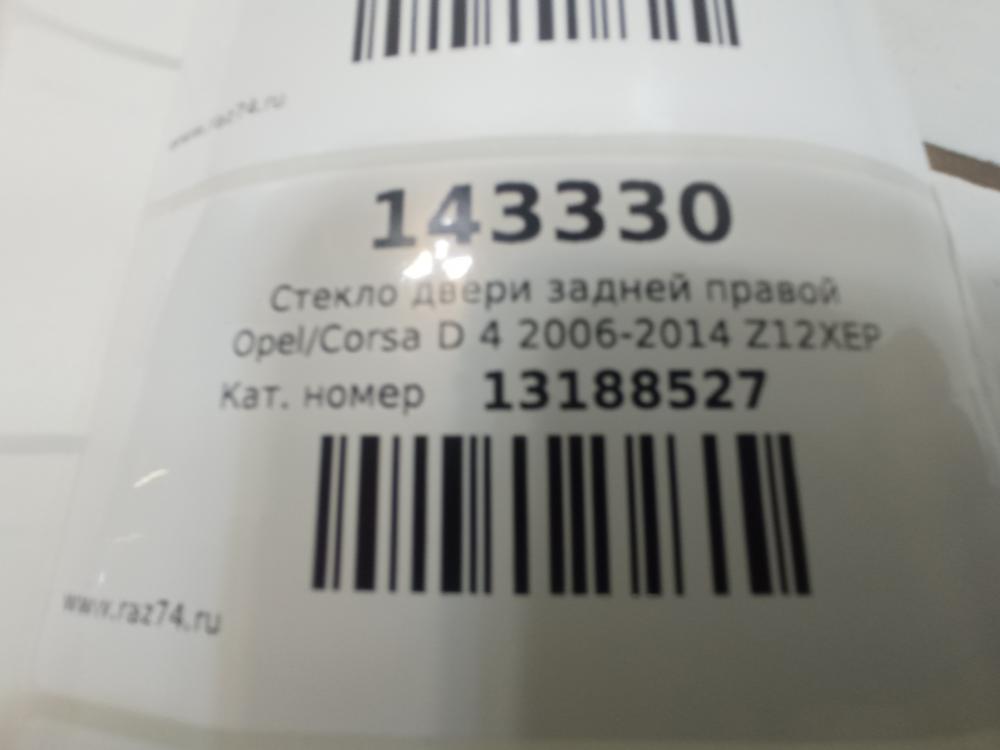 www.raz74.ru
143330
Стекло двери задней правой
Opel/Corsa D 4 2006-2014 Z12XEP
Кат. номер 13188527
www.raz74.ru